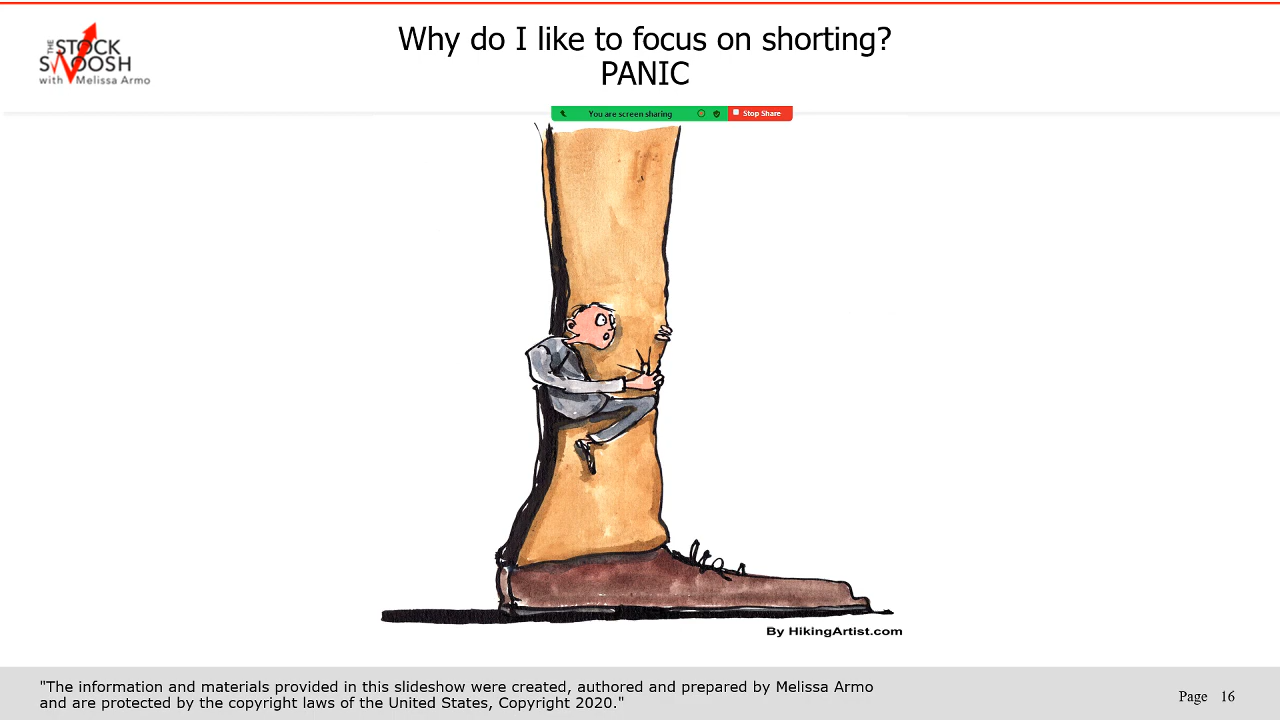 THE STOCK
SWOOSH
with Melissa Armo
Why do I like to focus on shorting?
PANIC
You are screen sharing
Stop Share
By HikingArtist.com
"The information and materials provided in this slideshow were created, authored and prepared by Melissa Armo
and are protected by the copyright laws of the United States, Copyright 2020."
Page 16